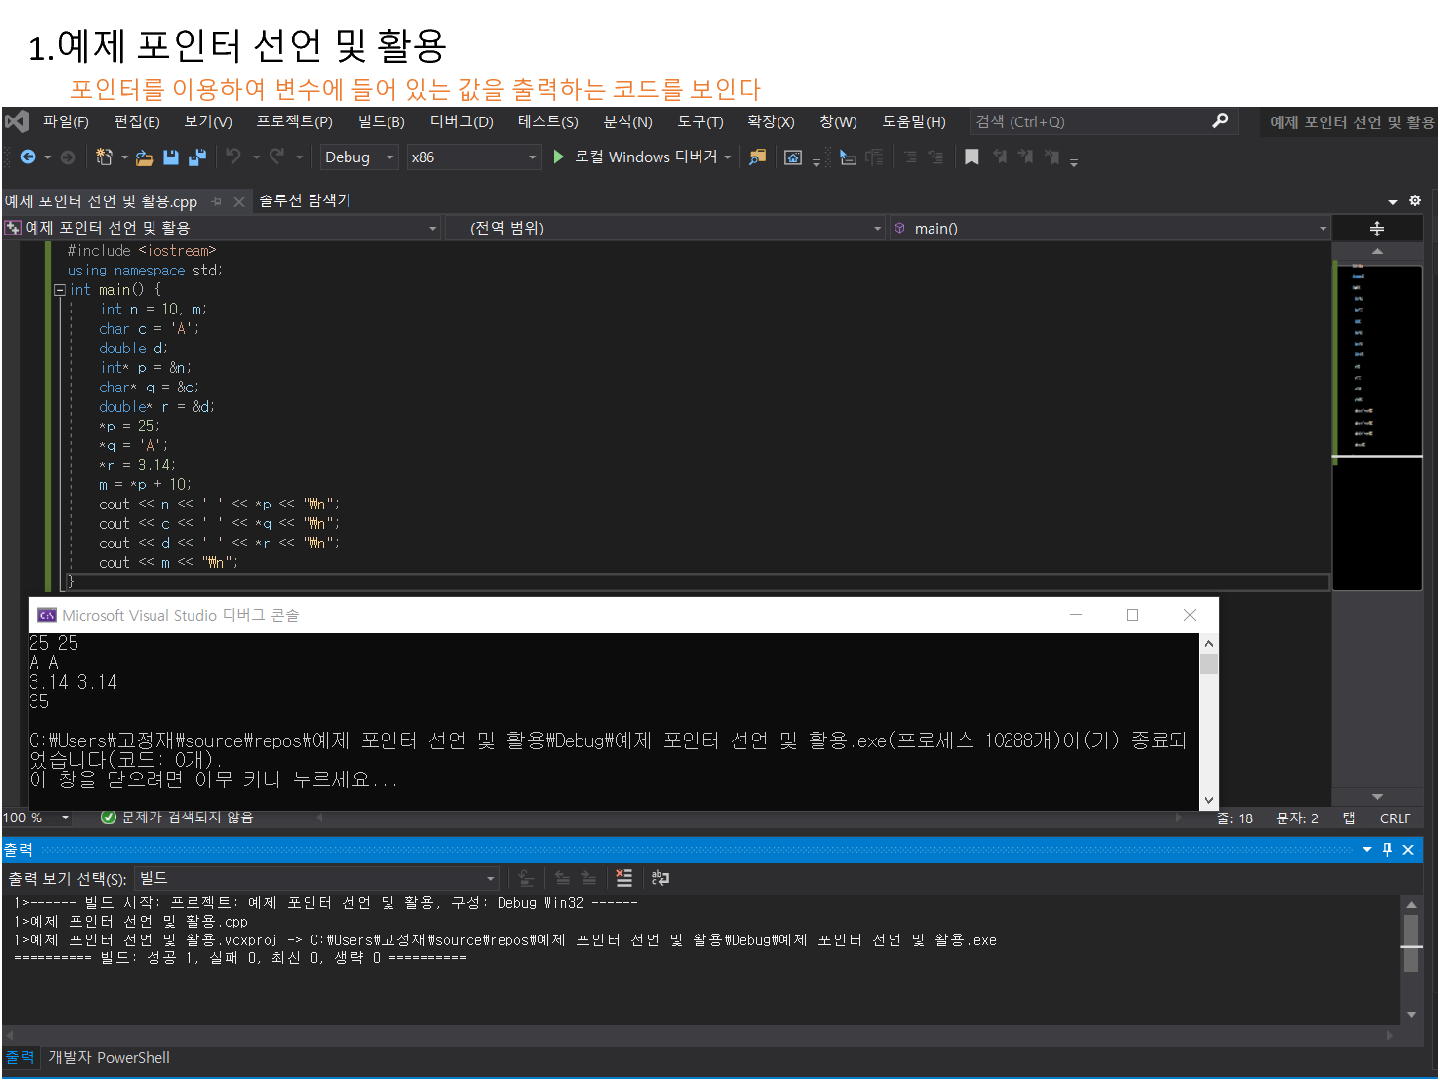 1.예제 포인터 선언 및 활용
포인터를 이용하여 변수에 들어 있는 값을 출력하는 코드를 보인다
파일(F) 편집(E) 보기(V) 프로젝트(P) 빌드(B) 디버그(D) 테스트(S) 분석(N) 도구(T) 확장(X) 창(W) 도움말(H) 검색 (Ctrl+Q) 예제 포인터 선언 및 활용
Debug x86 로컬 Windows 디버거
예제 포인터 선언 및 활용.cpp 솔루션 탐색기
예제 포인터 선언 및 활용 (전역 범위) main()
#include <iostream>
using namespace std;
int main() {
int n = 10, m;
char c = 'A';
double d;
int* p = &n;
char* q = &c;
double* r = &d;
*p = 25;
*q = 'A';
*r = 3.14;
m = *p + 10;
cout << n << ' ' << *p << "₩n";
cout << c << ' ' << *q << "₩n";
cout << d << ' ' << *r << "₩n";
cout << m << "₩n";
}
Microsoft Visual Studio 디버그 콘솔
25 25
A A
3.14 3.14
35
C:₩Users₩고정재₩source₩repos₩예제 포인터 선언 및 활용₩Debug₩예제 포인터 선언 및 활용.exe(프로세스 10288개)이(가) 종료되
었습니다(코드: 0개).
이 창을 닫으려면 아무 키나 누르세요...
100 % 문제가 검색되지 않음 줄: 18 문자: 2 탭 CRLF
출력
출력 보기 선택(S): 빌드
1>------ 빌드 시작: 프로젝트: 예제 포인터 선언 및 활용, 구성: Debug Win32 ------
1>예제 포인터 선언 및 활용.cpp
1>예제 포인터 선언 및 활용.vcxproj -> C:₩Users₩고정재₩source₩repos₩예제 포인터 선언 및 활용₩Debug₩예제 포인터 선언 및 활용.exe
========== 빌드: 성공 1, 실패 0, 최신 0, 생략 0 ==========
출력 개발자 PowerShell